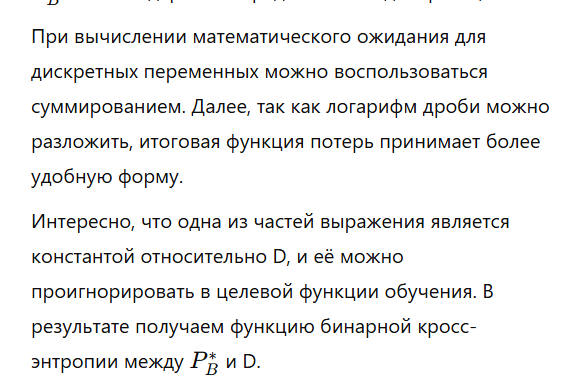 B
При вычислении математического ожидания для
дискретных переменных можно воспользоваться
суммированием. Далее, так как логарифм дроби можно
разложить, итоговая функция потерь принимает более
удобную форму.
Интересно, что одна из частей выражения является
константой относительно D, и её можно
проигнорировать в целевой функции обучения. В
результате получаем функцию бинарной кросс-
энтропии между P*_B и D.